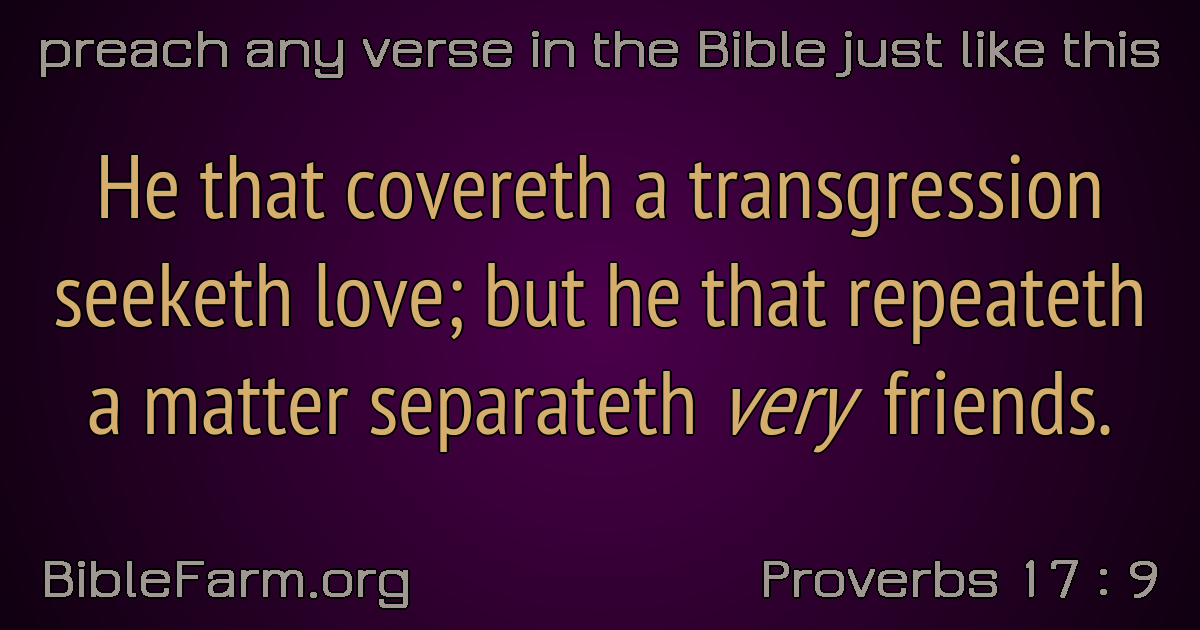 preach any verse in the Bible just like this
He that covereth a transgression
seeketh love; but he that repeateth
a matter separateth very friends.
BibleFarm.org
Proverbs 17 : 9